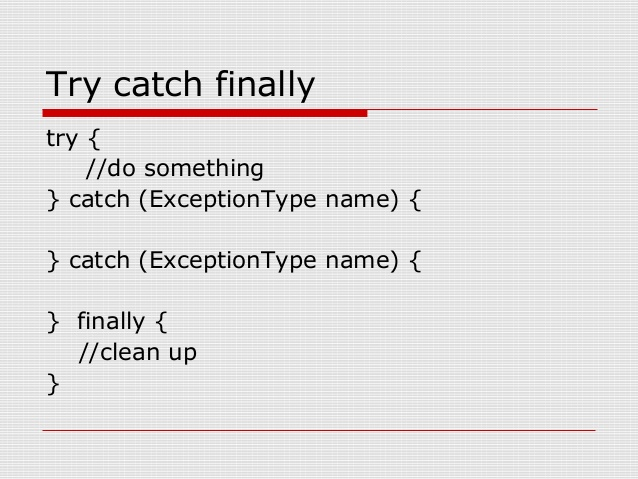 Try catch finally
try {
//do something
} catch (ExceptionType name) {
} catch (ExceptionType name) {
} finally {
//clean up
}